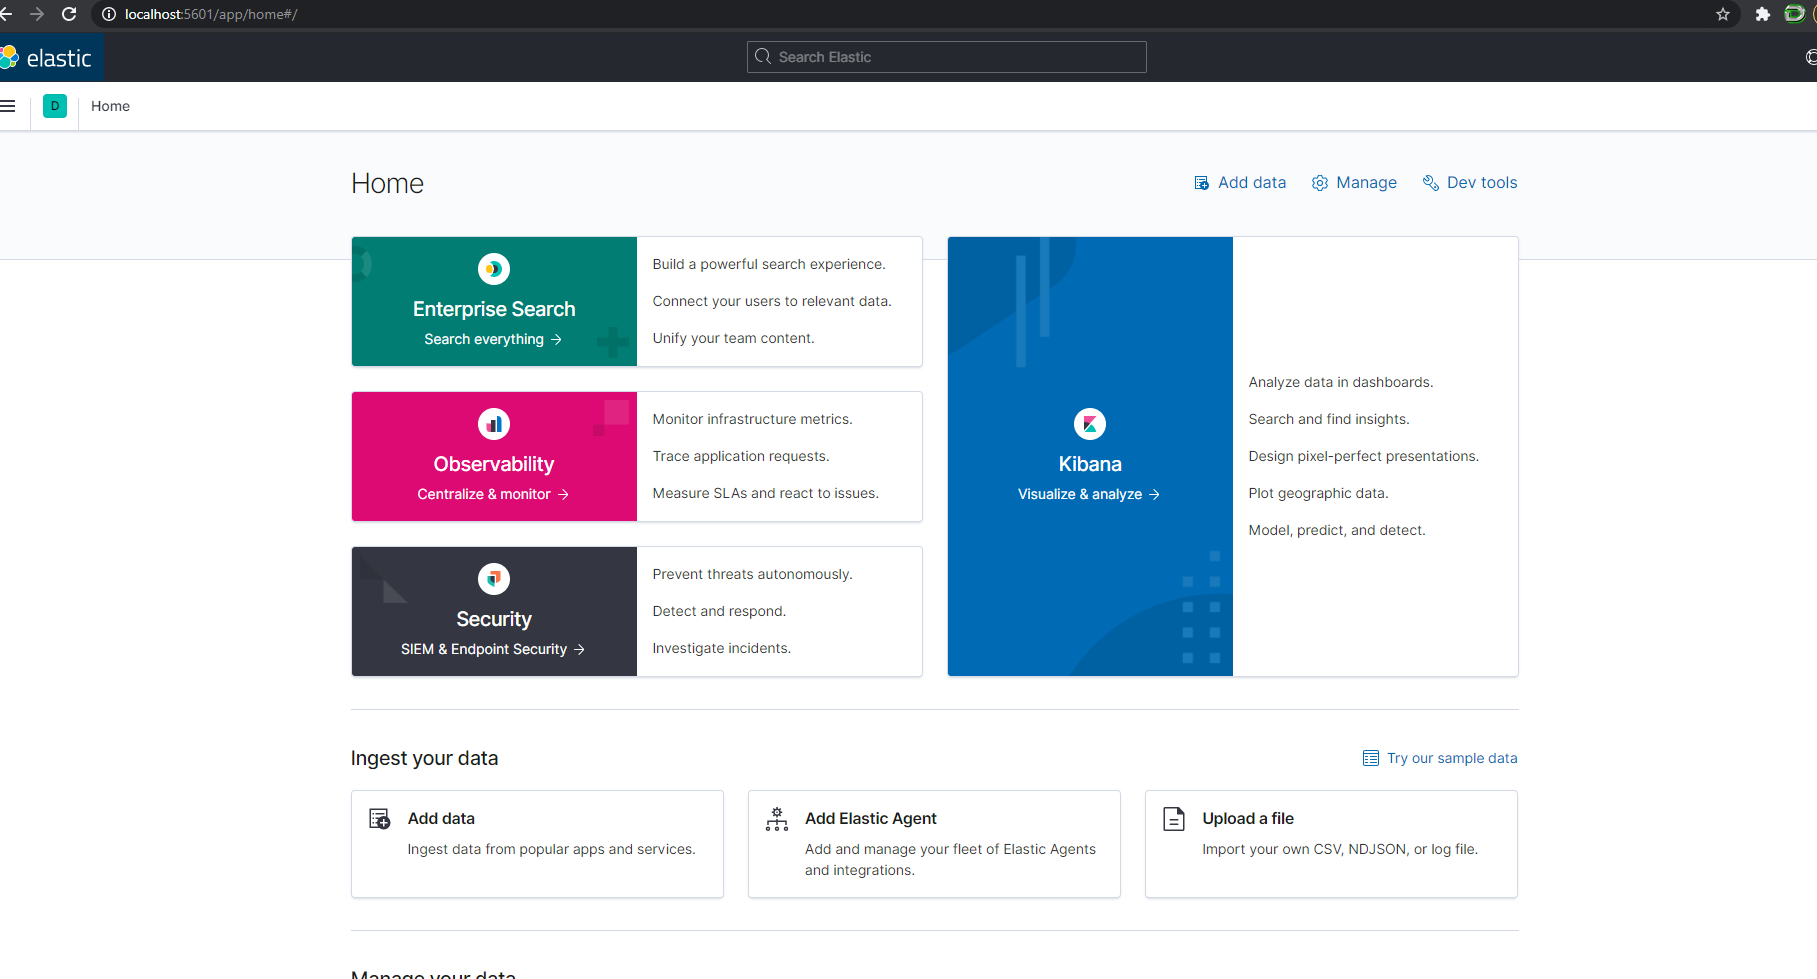 localhost:5601/app/home#/
elastic
Search Elastic
D
Home
Home
Add data
Manage
Dev tools
Enterprise Search
Search everything →
Build a powerful search experience.
Connect your users to relevant data.
Unify your team content.
Observability
Centralize & monitor →
Monitor infrastructure metrics.
Trace application requests.
Measure SLAs and react to issues.
Security
SIEM & Endpoint Security →
Prevent threats autonomously.
Detect and respond.
Investigate incidents.
Kibana
Visualize & analyze →
Analyze data in dashboards.
Search and find insights.
Design pixel-perfect presentations.
Plot geographic data.
Model, predict, and detect.
Ingest your data
Try our sample data
Add data
Ingest data from popular apps and services.
Add Elastic Agent
Add and manage your fleet of Elastic Agents
and integrations.
Upload a file
Import your own CSV, NDJSON, or log file.
Manage your data